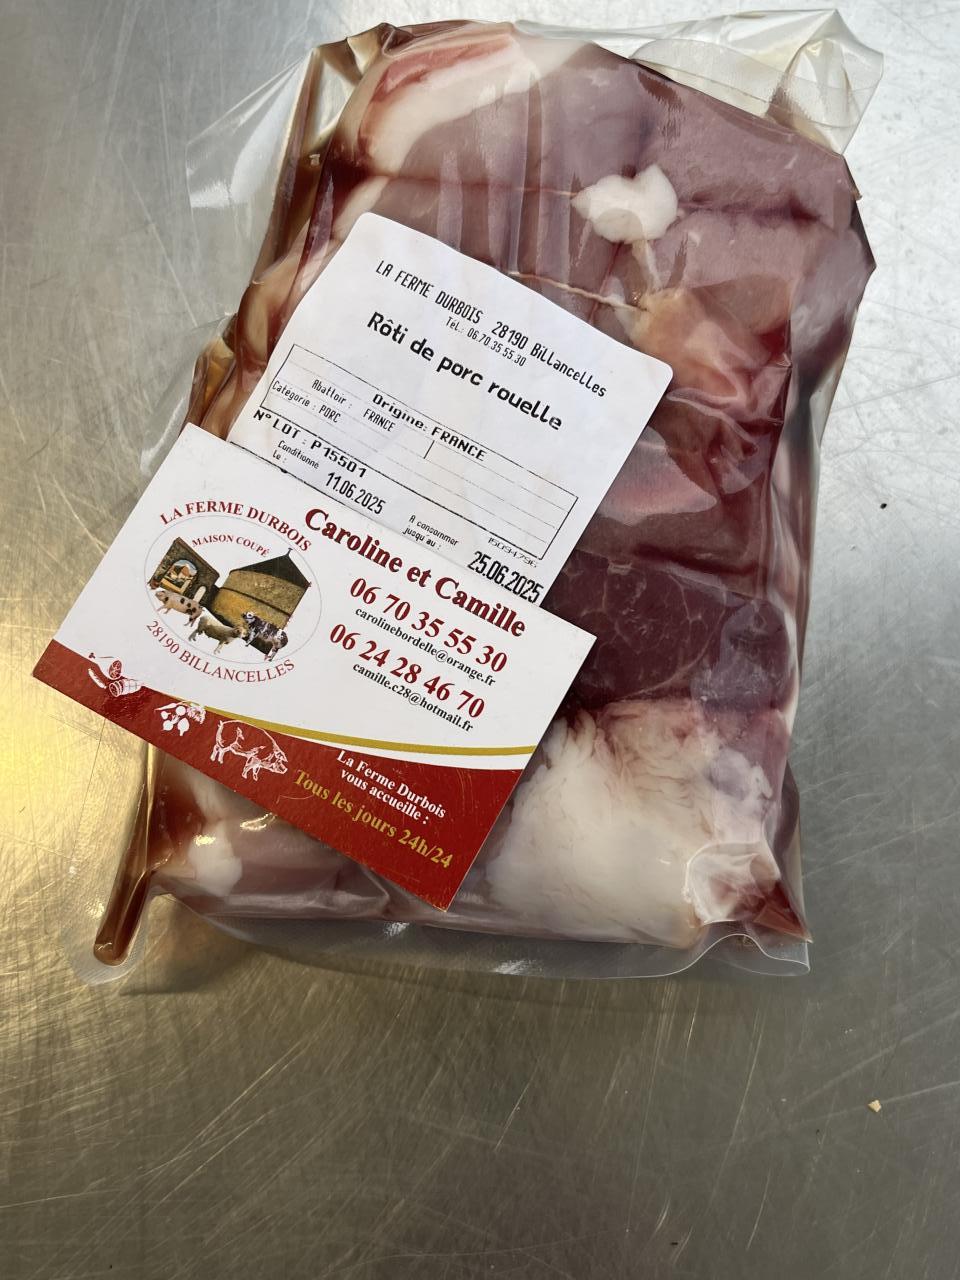 LA FERME DURBOIS 28190 Billancelles
Tél.: 06.70.35.55.30
Rôti de porc rouelle
Origine: FRANCE
Abattoir : FRANCE
Catégorie : PORC
N° LOT : P15501
Conditionné
Le : 11.06.2025
A consommer
jusqu'au : 25.06.2025
LA FERME DURBOIS
MAISON COUPÉ
28190 BILLANCELLES
Caroline et Camille
06 70 35 55 30
carolinebordelle@orange.fr
06 24 28 46 70
camille.c28@hotmail.fr
La Ferme Durbois
vous accueille :
Tous les jours 24h/24